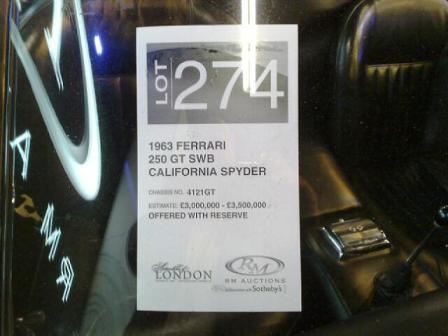 LOT 274
1963 FERRARI
250 GT SWB
CALIFORNIA SPYDER
CHASSIS NO. 4121GT
ESTIMATE: £3,000,000 - £3,500,000
OFFERED WITH RESERVE
LONDON
RM
RM AUCTIONS
Sotheby's